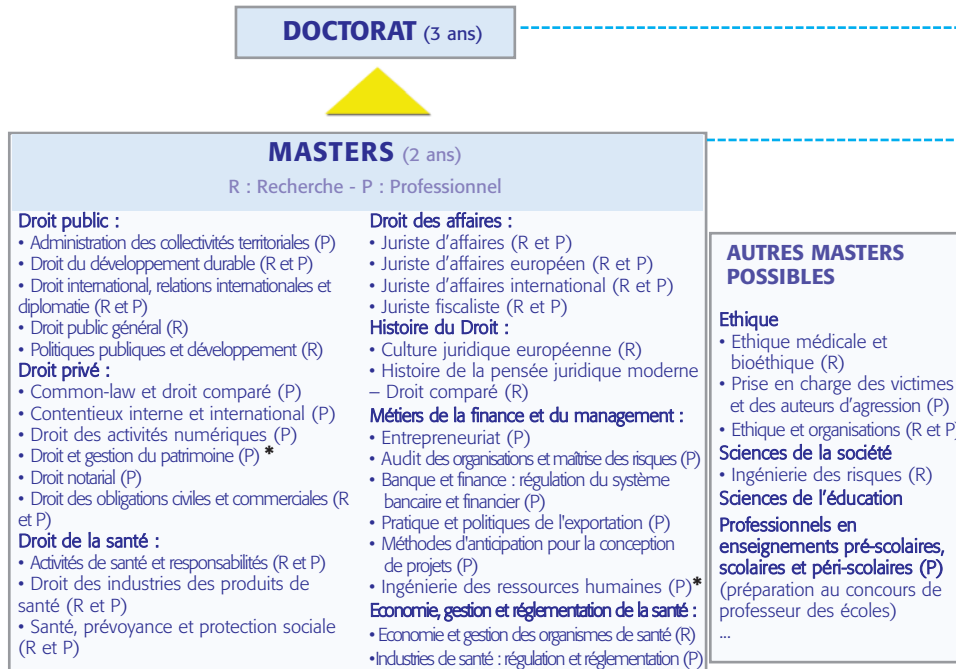 DOCTORAT (3 ans)
MASTERS (2 ans)
R : Recherche - P : Professionnel
Droit public :
• Administration des collectivités territoriales (P)
• Droit du développement durable (R et P)
• Droit international, relations internationales et
diplomatie (R et P)
• Droit public général (R)
• Politiques publiques et développement (R)
Droit privé :
• Common-law et droit comparé (P)
• Contentieux interne et international (P)
• Droit des activités numériques (P)
• Droit et gestion du patrimoine (P) *
• Droit notarial (P)
• Droit des obligations civiles et commerciales (R
et P)
Droit de la santé :
• Activités de santé et responsabilités (R et P)
• Droit des industries des produits de
santé (R et P)
• Santé, prévoyance et protection sociale
(R et P)
Droit des affaires :
• Juriste d'affaires (R et P)
• Juriste d'affaires européen (R et P)
• Juriste d'affaires international (R et P)
• Juriste fiscaliste (R et P)
Histoire du Droit :
• Culture juridique européenne (R)
• Histoire de la pensée juridique moderne
– Droit comparé (R)
Métiers de la finance et du management :
• Entrepreneuriat (P)
• Audit des organisations et maîtrise des risques (P)
• Banque et finance : régulation du système
bancaire et financier (P)
• Pratique et politiques de l'exportation (P)
• Méthodes d'anticipation pour la conception
de projets (P)
• Ingénierie des ressources humaines (P)*
Economie, gestion et réglementation de la santé :
• Economie et gestion des organismes de santé (R)
•Industries de santé : régulation et réglementation (P)
AUTRES MASTERS
POSSIBLES
Ethique
• Ethique médicale et
bioéthique (R)
• Prise en charge des victimes
et des auteurs d'agression (P)
• Ethique et organisations (R et P)
Sciences de la société
• Ingénierie des risques (R)
Sciences de l'éducation
Professionnels en
enseignements pré-scolaires,
scolaires et péri-scolaires (P)
(préparation au concours de
professeur des écoles)
...